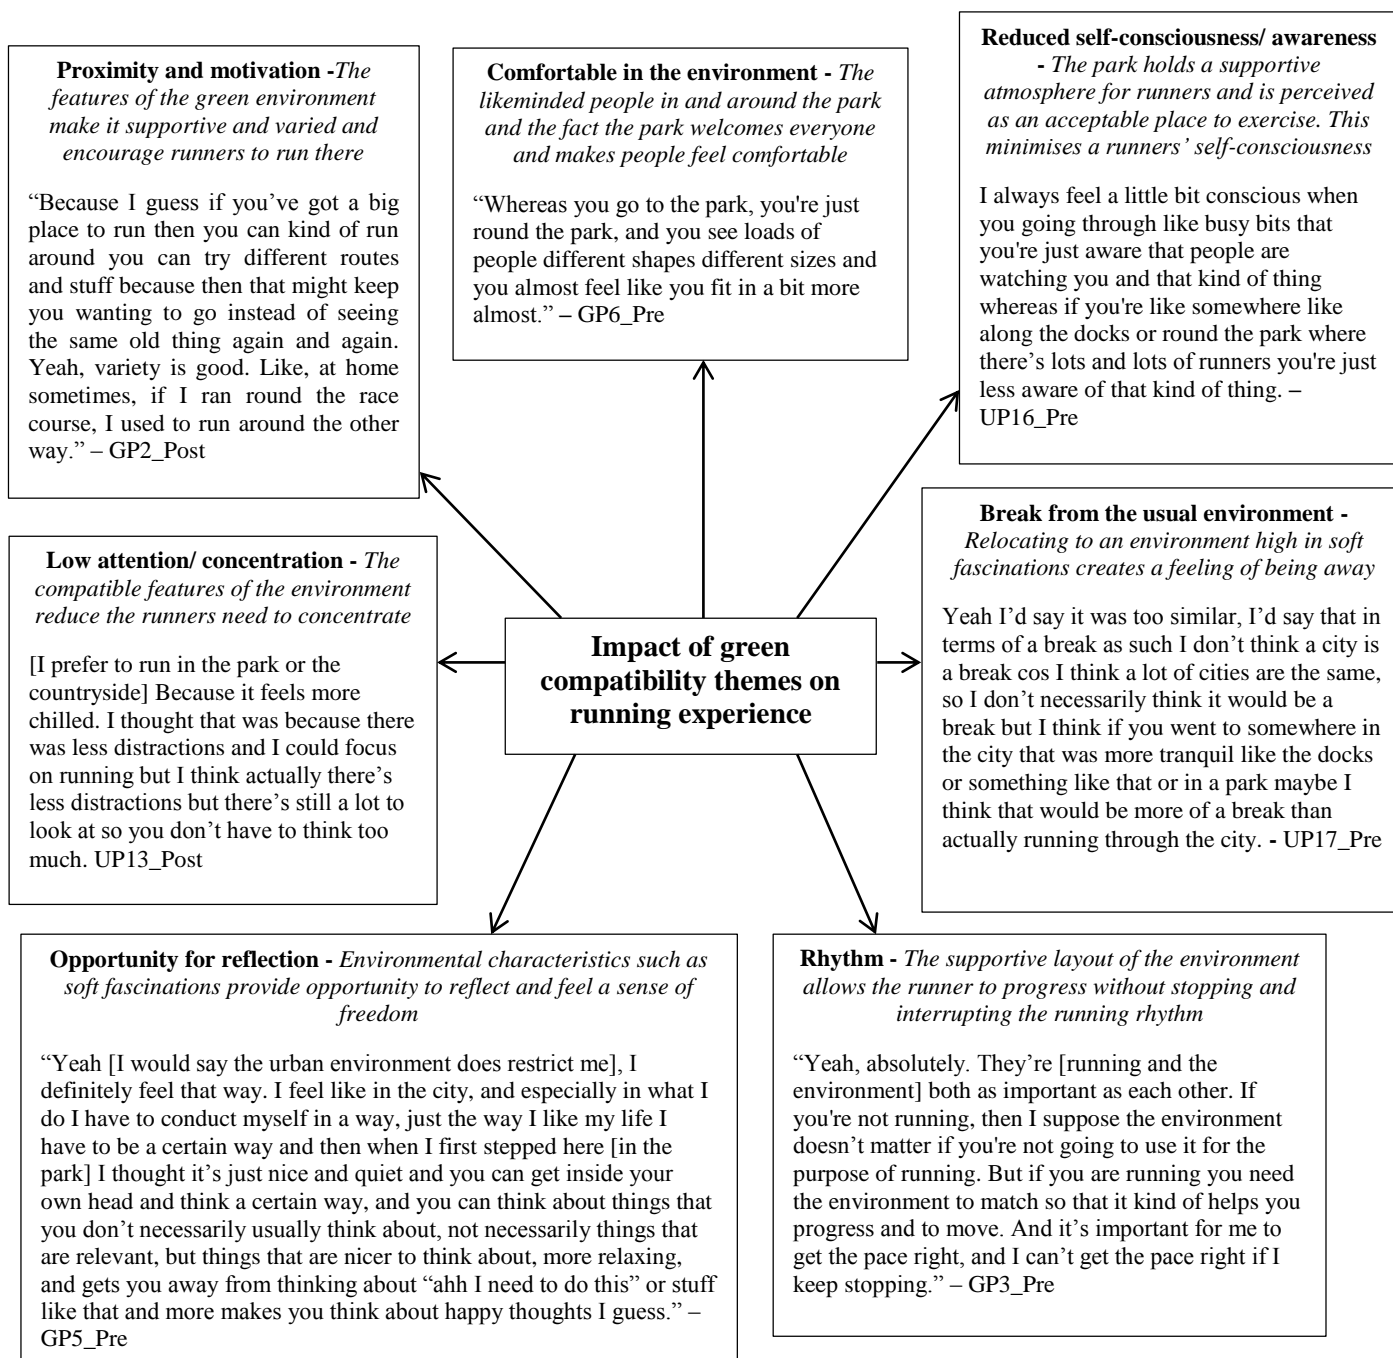 Proximity and motivation -The
features of the green environment
make it supportive and varied and
encourage runners to run there
“Because I guess if you’ve got a big
place to run then you can kind of run
around you can try different routes
and stuff because then that might keep
you wanting to go instead of seeing
the same old thing again and again.
Yeah, variety is good. Like, at home
sometimes, if I ran round the race
course, I used to run around the other
way.” – GP2_Post
Comfortable in the environment - The
likeminded people in and around the park
and the fact the park welcomes everyone
and makes people feel comfortable
“Whereas you go to the park, you're just
round the park, and you see loads of
people different shapes different sizes and
you almost feel like you fit in a bit more
almost.” – GP6_Pre
Reduced self-consciousness/ awareness
- The park holds a supportive
atmosphere for runners and is perceived
as an acceptable place to exercise. This
minimises a runners’ self-consciousness
I always feel a little bit conscious when
you going through like busy bits that
you're just aware that people are
watching you and that kind of thing
whereas if you're like somewhere like
along the docks or round the park where
there’s lots and lots of runners you're just
less aware of that kind of thing. –
UP16_Pre
Low attention/ concentration - The
compatible features of the environment
reduce the runners need to concentrate
[I prefer to run in the park or the
countryside] Because it feels more
chilled. I thought that was because there
was less distractions and I could focus
on running but I think actually there’s
less distractions but there’s still a lot to
look at so you don’t have to think too
much. UP13_Post
Impact of green
compatibility themes on
running experience
Break from the usual environment -
Relocating to an environment high in soft
fascinations creates a feeling of being away
Yeah I’d say it was too similar, I’d say that in
terms of a break as such I don’t think a city is
a break cos I think a lot of cities are the same,
so I don’t necessarily think it would be a
break but I think if you went to somewhere in
the city that was more tranquil like the docks
or something like that or in a park maybe I
think that would be more of a break than
actually running through the city. - UP17_Pre
Opportunity for reflection - Environmental characteristics such as
soft fascinations provide opportunity to reflect and feel a sense of
freedom
“Yeah [I would say the urban environment does restrict me], I
definitely feel that way. I feel like in the city, and especially in what I
do I have to conduct myself in a way, just the way I like my life I
have to be a certain way and then when I first stepped here [in the
park] I thought it’s just nice and quiet and you can get inside your
own head and think a certain way, and you can think about things that
you don’t necessarily usually think about, not necessarily things that
are relevant, but things that are nicer to think about, more relaxing,
and gets you away from thinking about “ahh I need to do this” or stuff
like that and more makes you think about happy thoughts I guess.” –
GP5_Pre
Rhythm - The supportive layout of the environment
allows the runner to progress without stopping and
interrupting the running rhythm
“Yeah, absolutely. They’re [running and the
environment] both as important as each other. If
you're not running, then I suppose the environment
doesn’t matter if you're not going to use it for the
purpose of running. But if you are running you need
the environment to match so that it kind of helps you
progress and to move. And it’s important for me to
get the pace right, and I can’t get the pace right if I
keep stopping.” – GP3_Pre